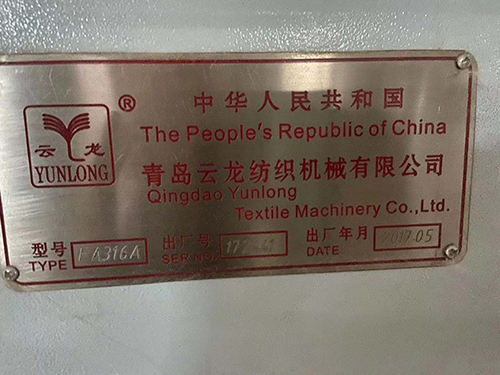 ®
中华人民共和国
The People's Republic of China
云龙
YUNLONG
青岛云龙纺织机械有限公司
Qingdao Yunlong
Textile Machinery Co.,Ltd.
型号 出厂号 出厂年月
TYPE FA316A SER.NO. DATE 2017.05